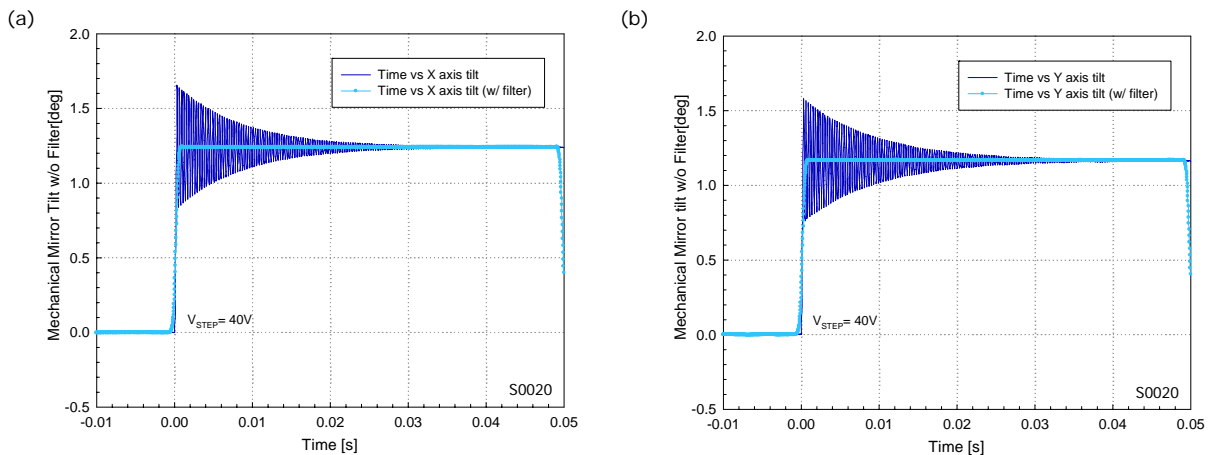 (a)
2.0
1.5
1.0
0.5
0.0
-0.5
Mechanical Mirror Tilt w/o Filter[deg]
Time vs X axis tilt
Time vs X axis tilt (w/ filter)
VSTEP= 40V
S0020
-0.01 0.00 0.01 0.02 0.03 0.04 0.05
Time [s]
(b)
2.0
1.5
1.0
0.5
0.0
-0.5
Mechanical Mirror tilt w/o Filter[deg]
Time vs Y axis tilt
Time vs Y axis tilt (w/ filter)
VSTEP= 40V
S0020
-0.01 0.00 0.01 0.02 0.03 0.04 0.05
Time [s]